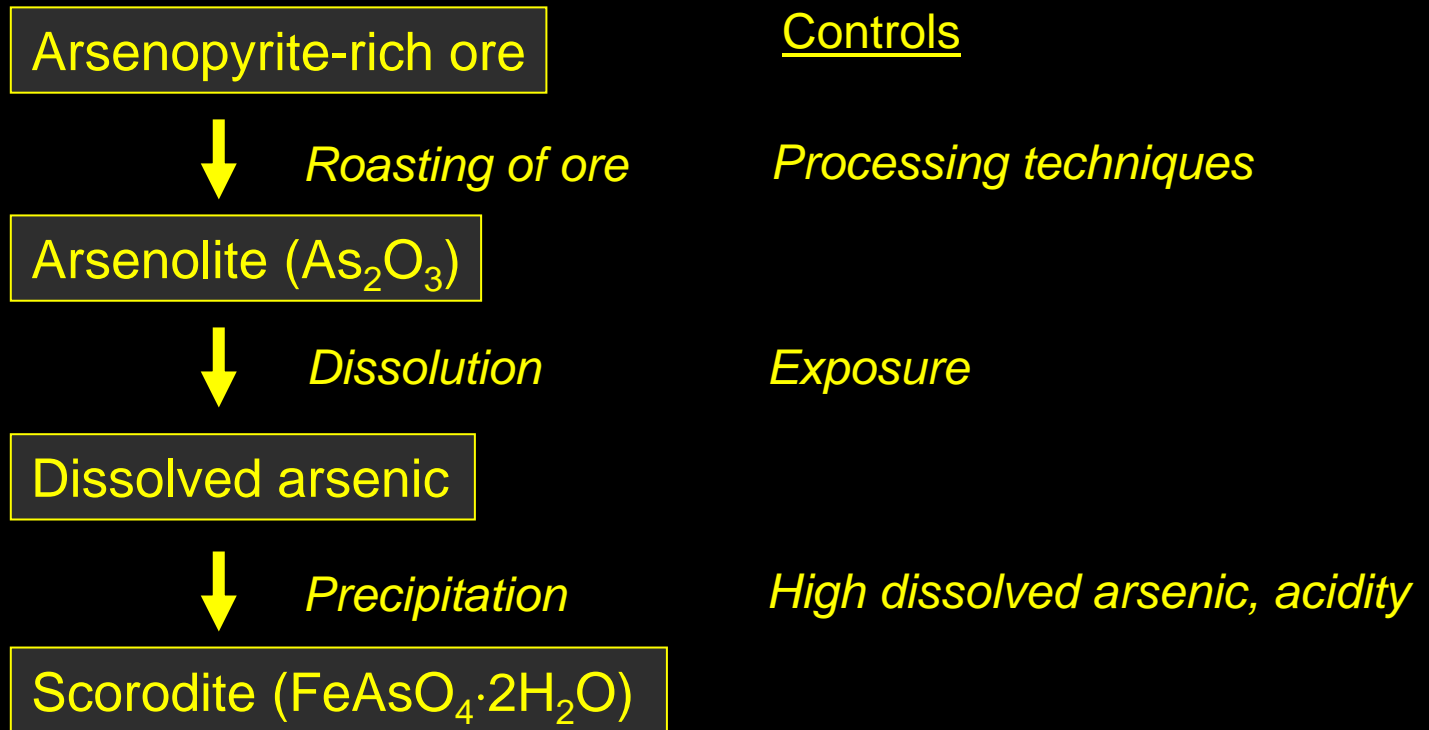 Arsenopyrite-rich ore
Controls
Roasting of ore
Processing techniques
Arsenolite (As₂O₃)
Dissolution
Exposure
Dissolved arsenic
Precipitation
High dissolved arsenic, acidity
Scorodite (FeAsO₄·2H₂O)